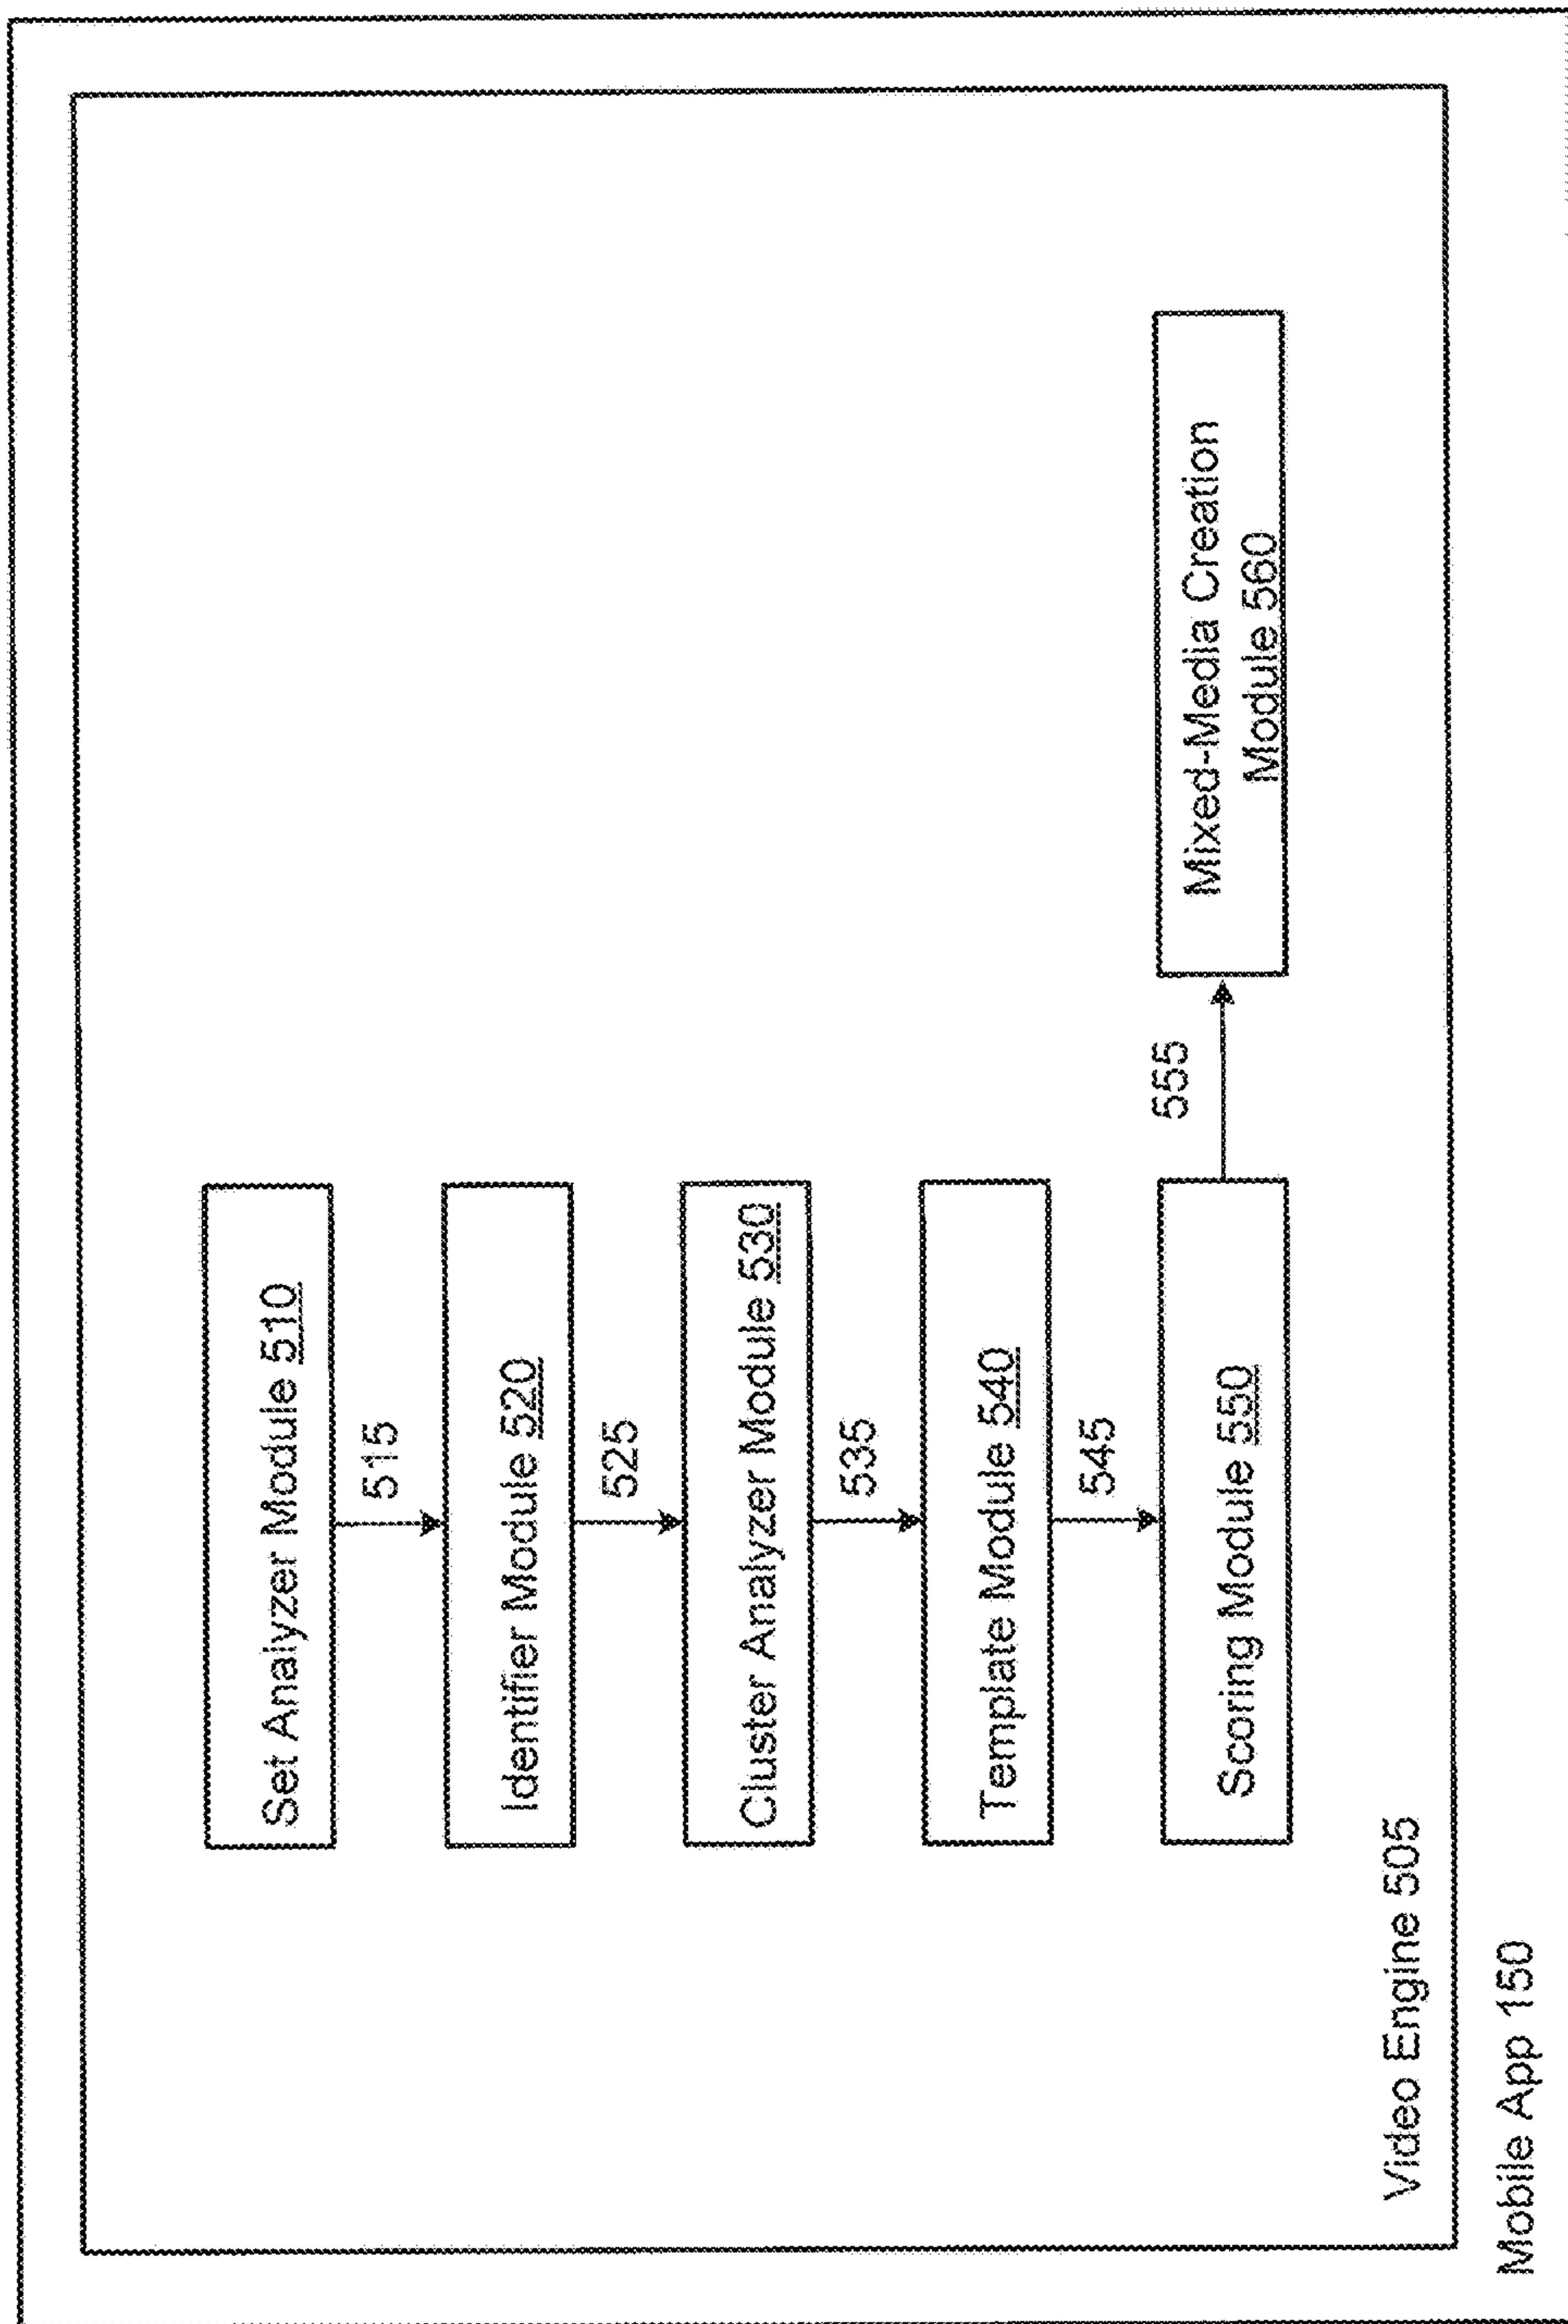 Set Analyzer Module 510
515
Identifier Module 520
525
Cluster Analyzer Module 530
535
Template Module 540
545
Scoring Module 550
555
Mixed-Media Creation
Module 560
Video Engine 505
Mobile App 150